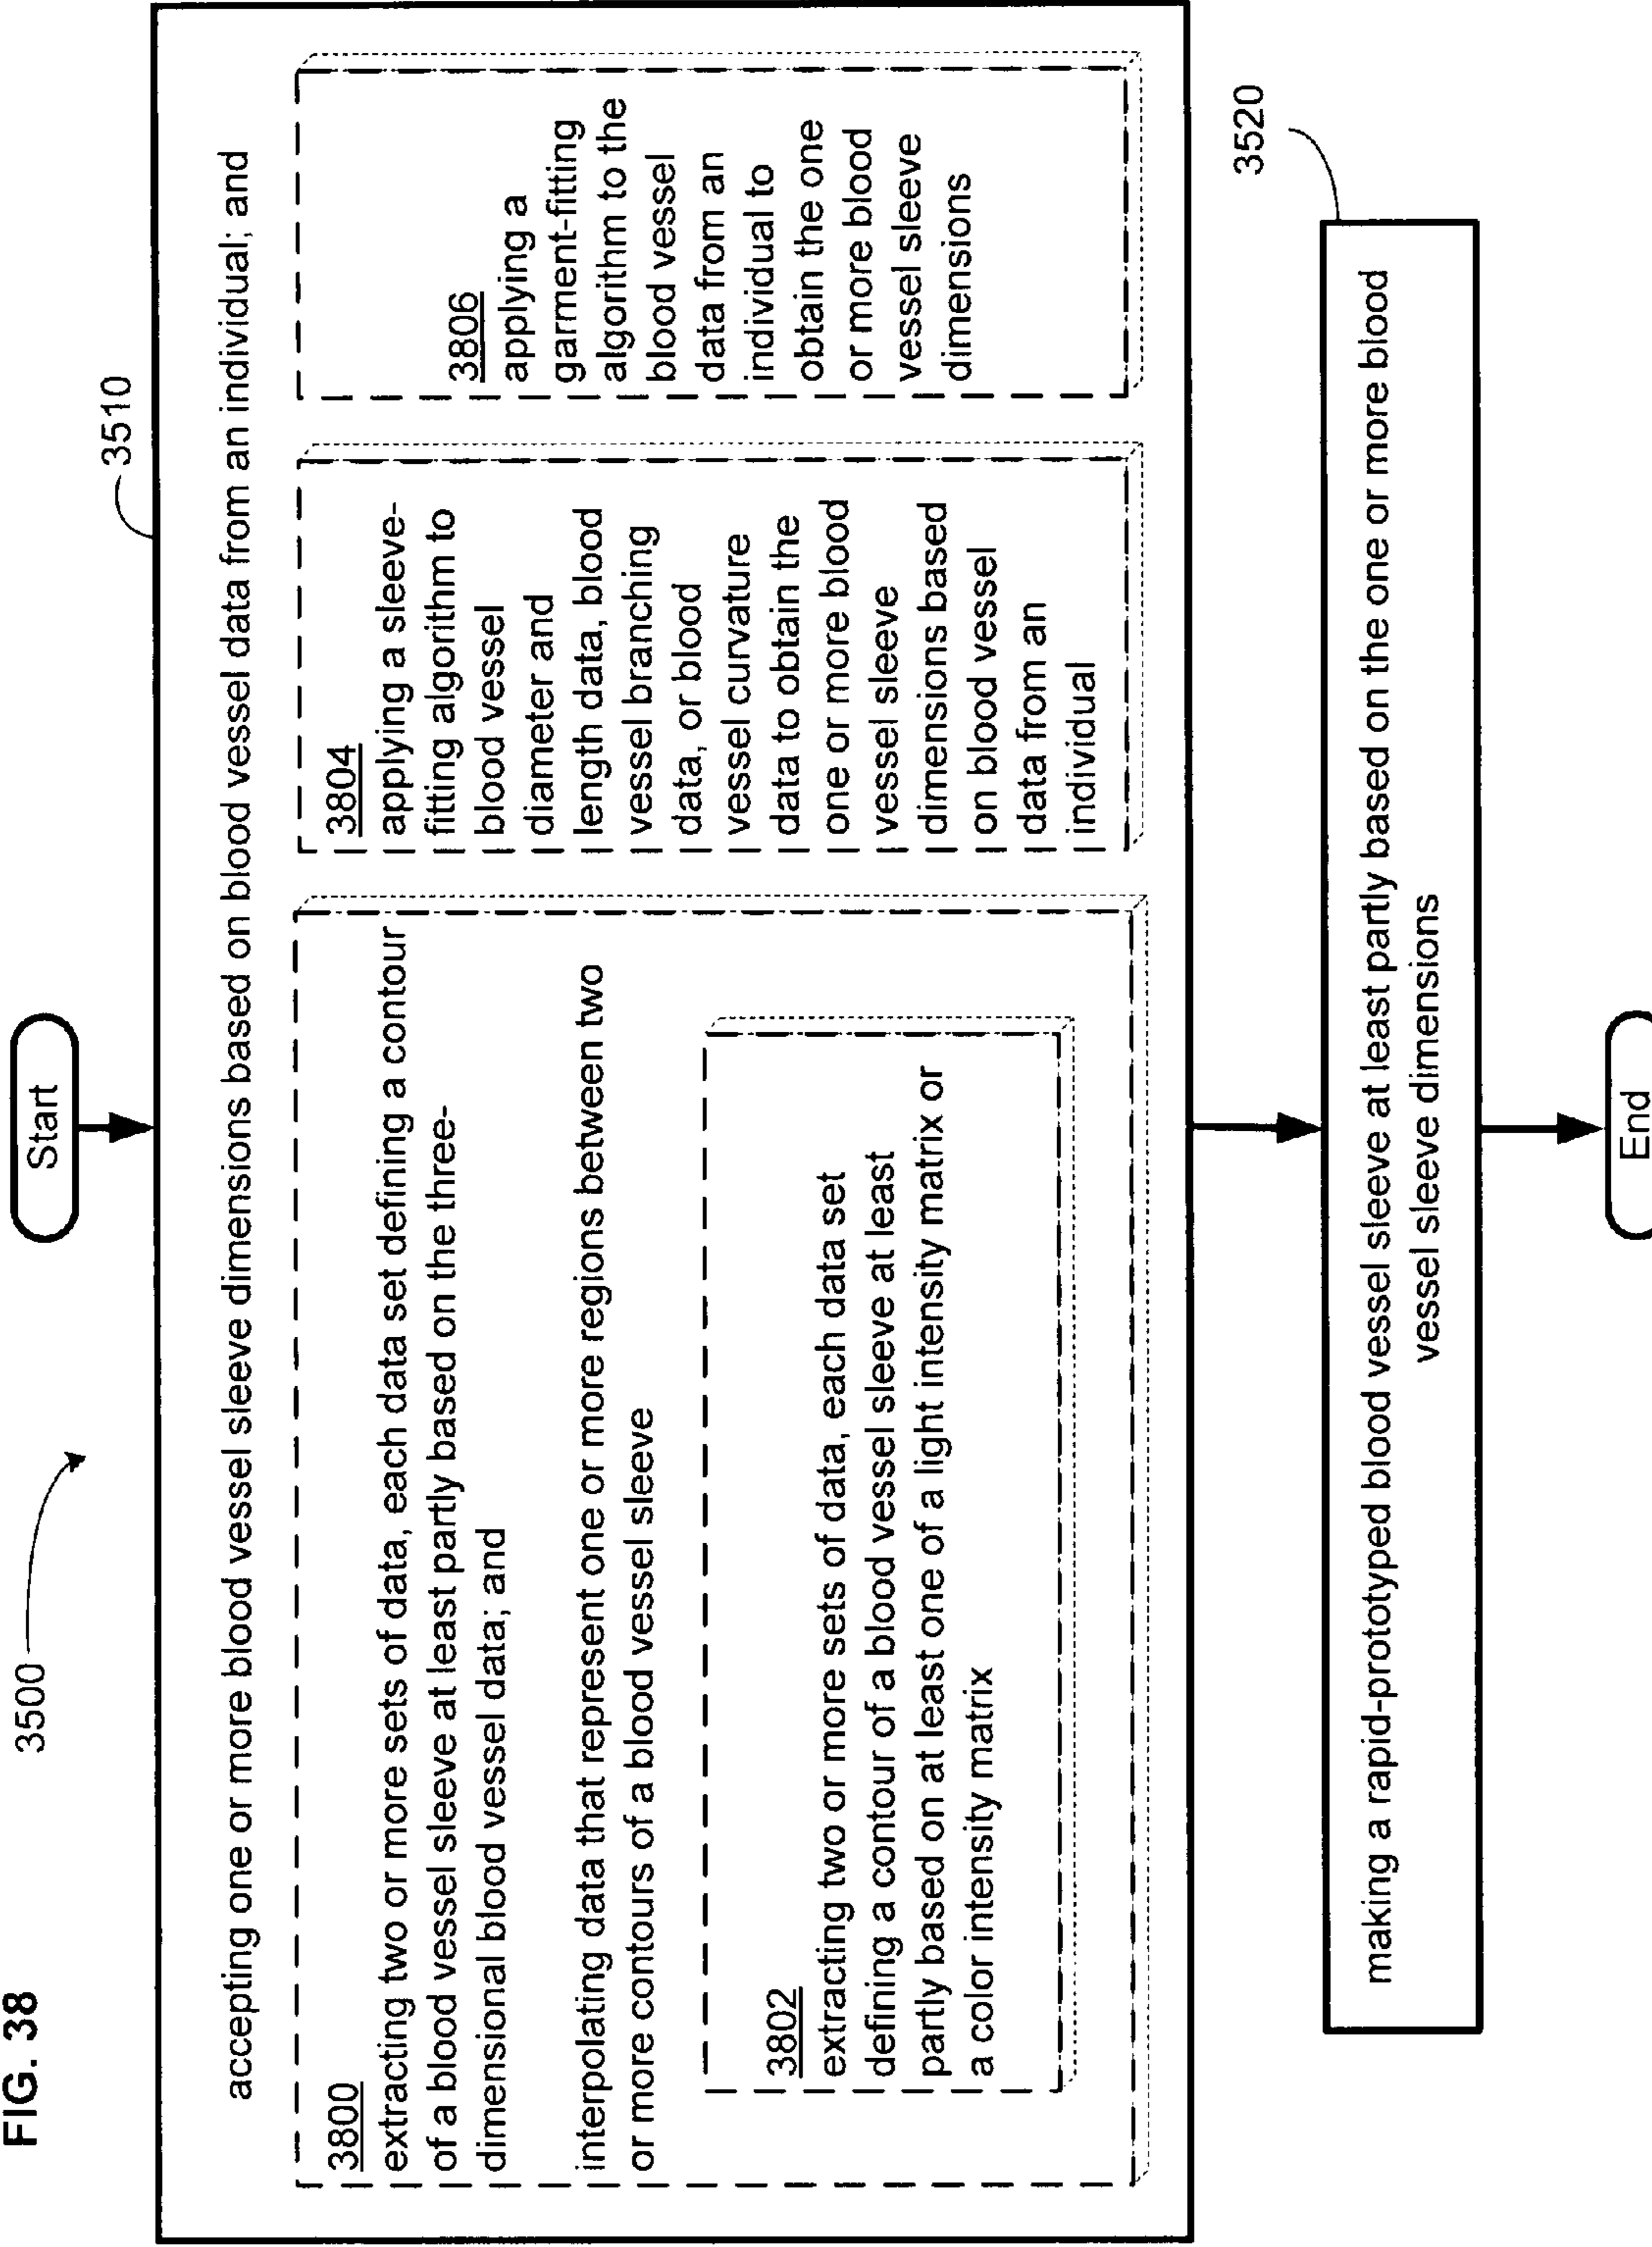 FIG. 38
3500
Start
3510
accepting one or more blood vessel sleeve dimensions based on blood vessel data from an individual; and
3800
extracting two or more sets of data, each data set defining a contour
of a blood vessel sleeve at least partly based on the three-
dimensional blood vessel data; and
interpolating data that represent one or more regions between two
or more contours of a blood vessel sleeve
3802
extracting two or more sets of data, each data set
defining a contour of a blood vessel sleeve at least
partly based on at least one of a light intensity matrix or
a color intensity matrix
3804
applying a sleeve-
fitting algorithm to
blood vessel
diameter and
length data, blood
vessel branching
data, or blood
vessel curvature
data to obtain the
one or more blood
vessel sleeve
dimensions based
on blood vessel
data from an
individual
3806
applying a
garment-fitting
algorithm to the
blood vessel
data from an
individual to
obtain the one
or more blood
vessel sleeve
dimensions
3520
making a rapid-prototyped blood vessel sleeve at least partly based on the one or more blood
vessel sleeve dimensions
End